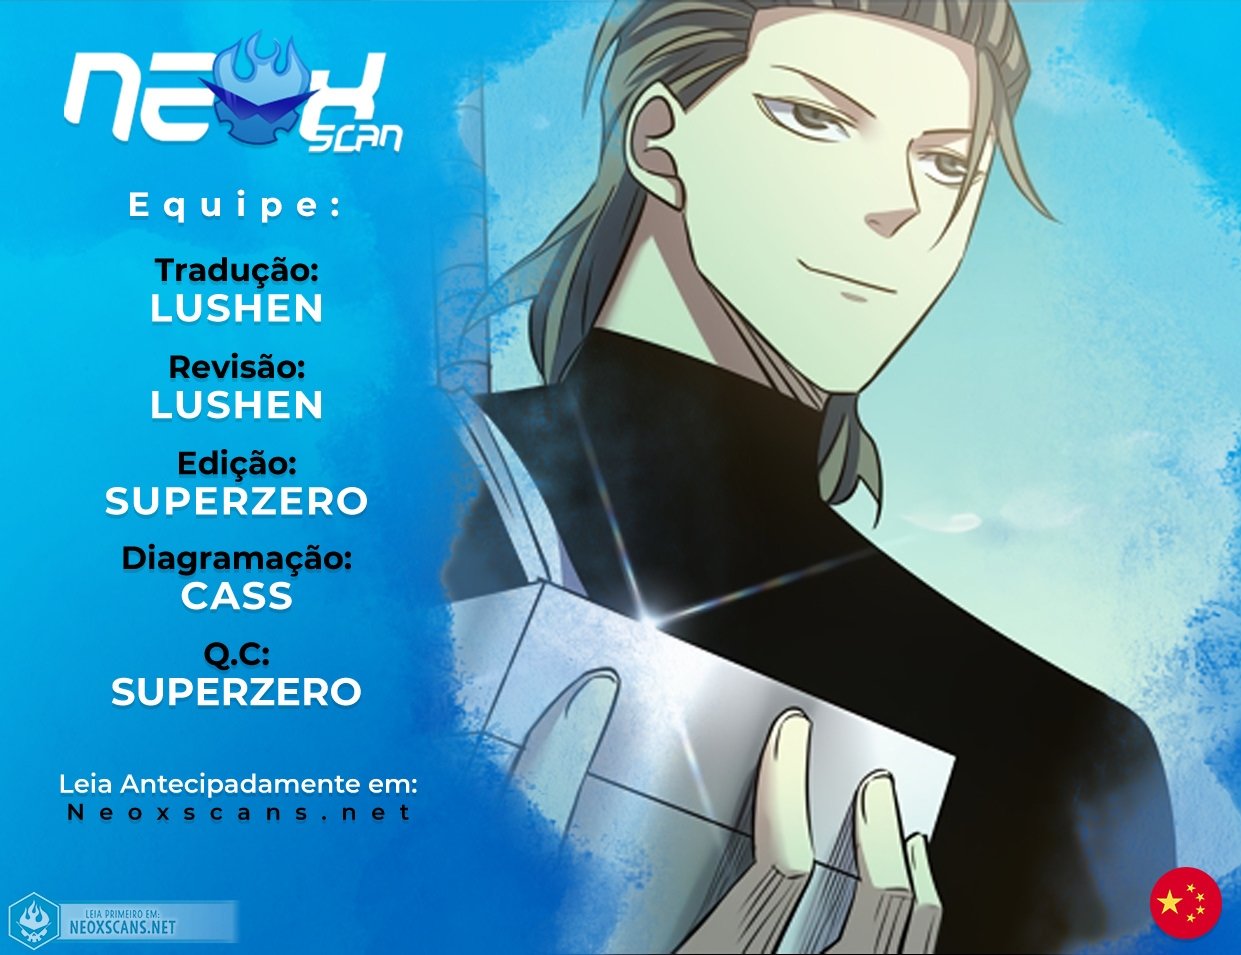 NEOX
SCAN
Equipe:
Tradução:
LUSHEN
Revisão:
LUSHEN
Edição:
SUPERZERO
Diagramação:
CASS
Q.C:
SUPERZERO
Leia Antecipadamente em:
Neoxscans.net
LEIA PRIMEIRO EM:
NEOXSCANS.NET